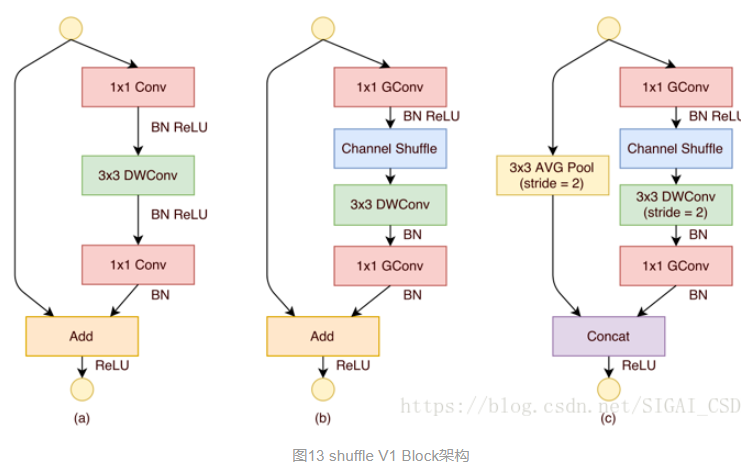 1x1 Conv
BN ReLU
3x3 DWConv
BN ReLU
1x1 Conv
BN
Add
ReLU
(a)
1x1 GConv
BN ReLU
Channel Shuffle
3x3 DWConv
BN
1x1 GConv
BN
Add
ReLU
(b)
3x3 AVG Pool
(stride = 2)
1x1 GConv
BN ReLU
Channel Shuffle
3x3 DWConv
(stride = 2)
BN
1x1 GConv
BN
Concat
ReLU
(c)
https://blog.csdn.net/SIGAI_CSD
图13 shuffle V1 Block架构